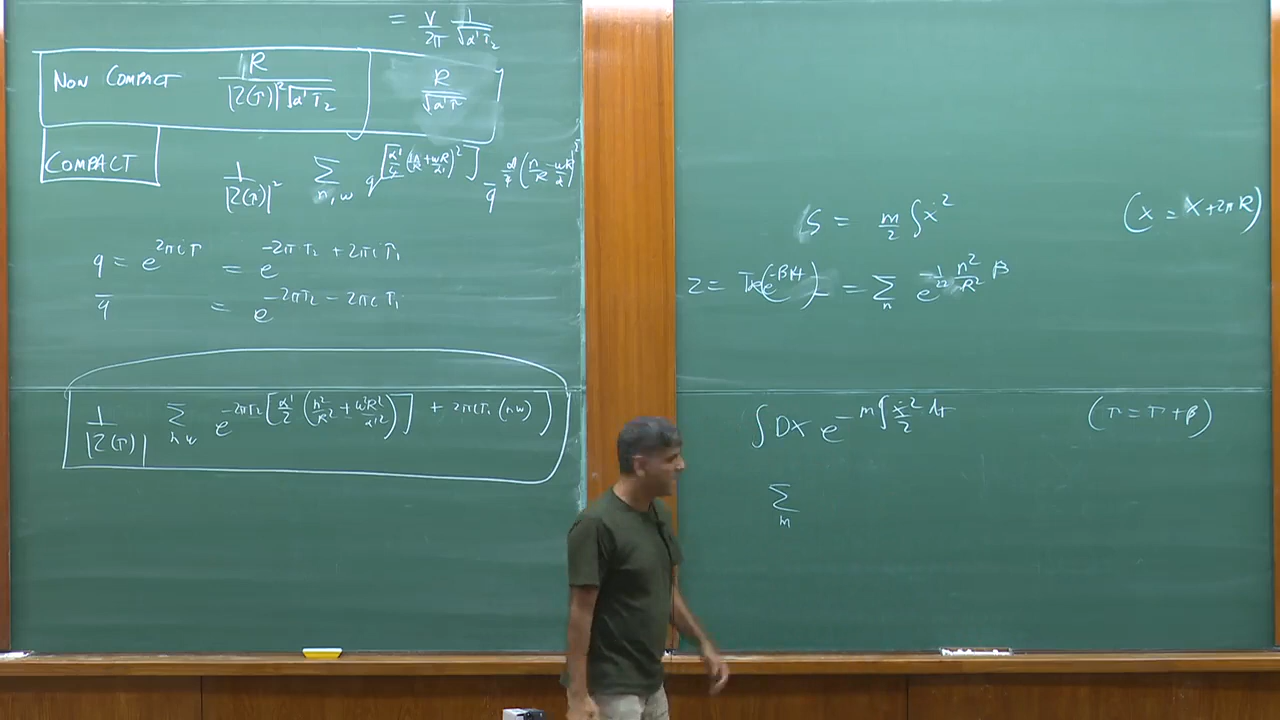 = V/2π 1/√α'τ₂
NON COMPACT R/|Z(τ)|²√α'τ₂ R/√α'τ
COMPACT 1/|Z(τ)|² Σ_{n,w} q^{[α'/4 (n/R + wR/α')²]} q̄^{α'/4 (n/R - wR/α')²}
q = e^{2πiτ} = e^{-2πτ₂ + 2πiτ₁}
q̄ = e^{-2πτ₂ - 2πiτ₁}
1/|Z(τ)| Σ_{n w} e^{-2πτ₂[α'/2 (n²/R² + w²R²/α'²)] + 2πiτ₁(nw)}
S = m/2 ∫ẋ² (X = X+2πR)
Z = Tr(e^{-βH}) = Σ_n e^{-1/2 n²/R² β}
∫DX e^{-m∫ẋ²/2 dτ} (τ = τ + β)
Σ_m